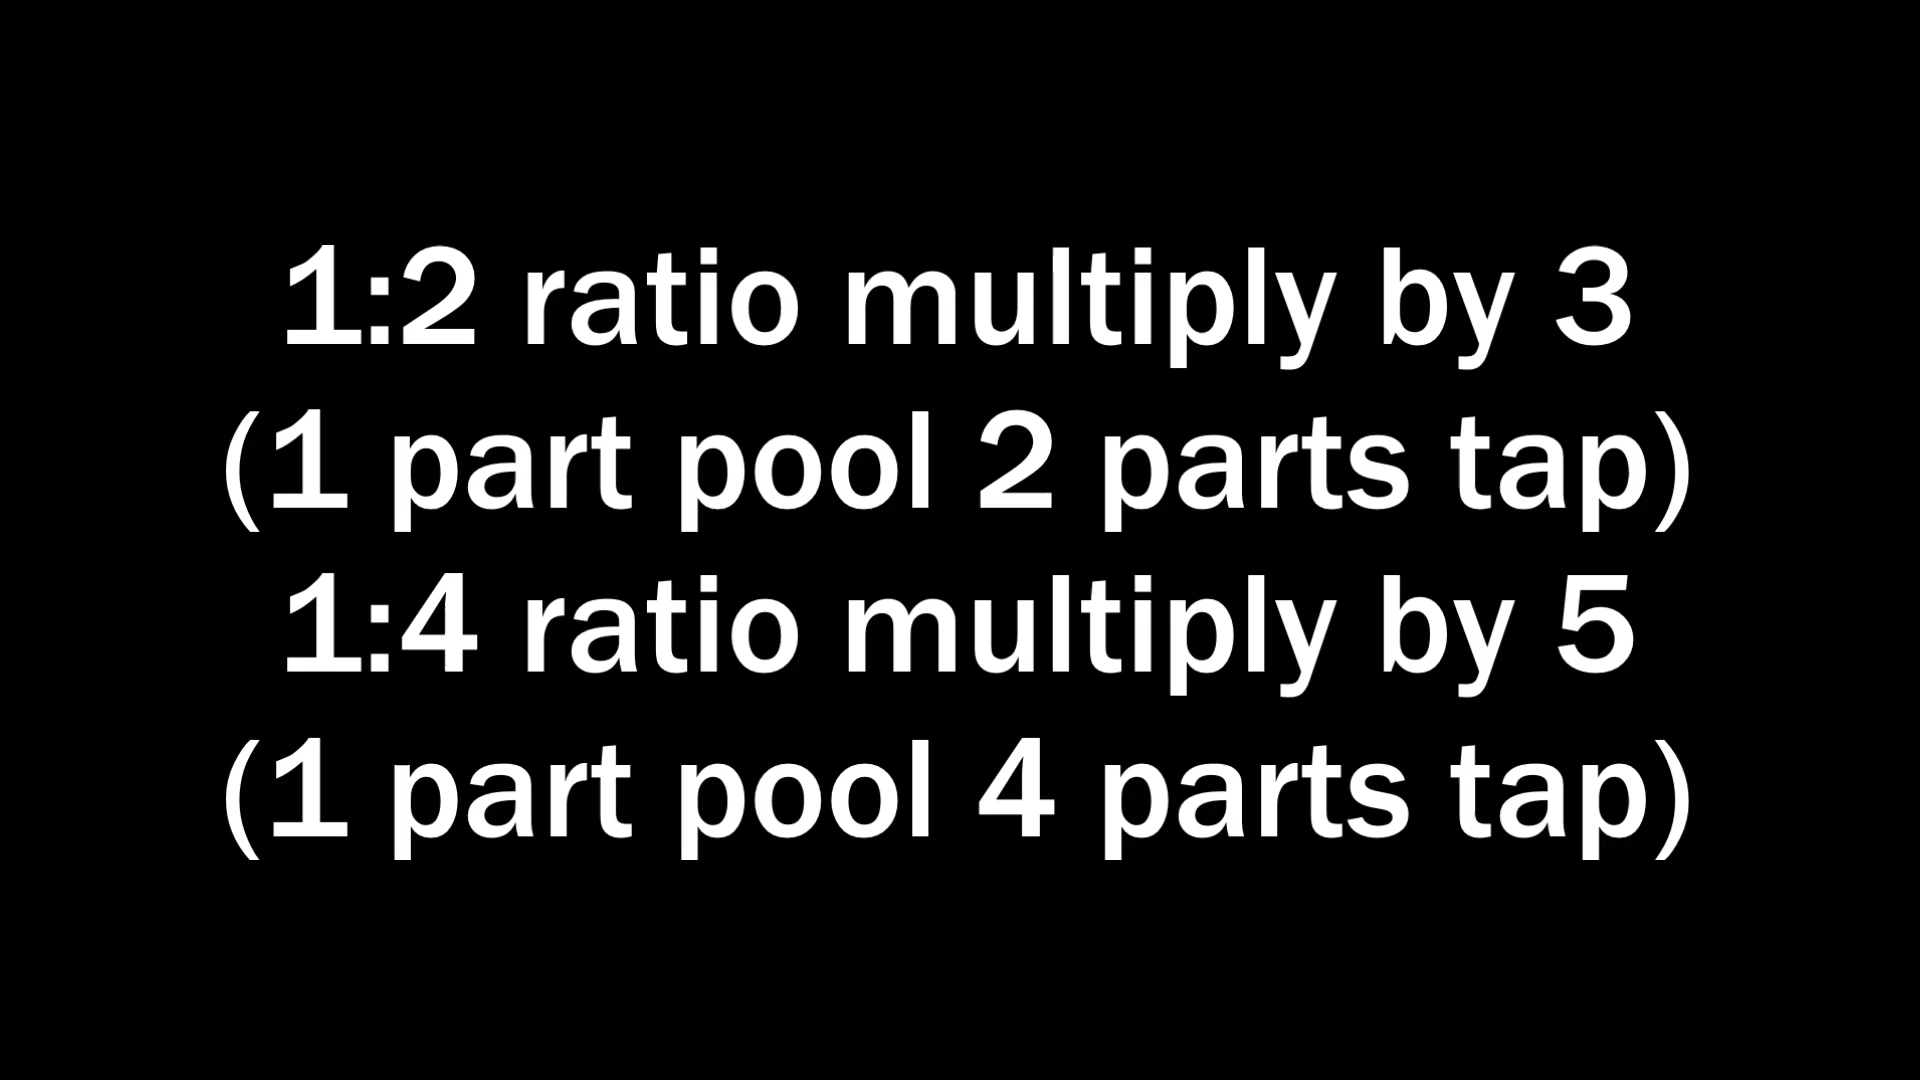 1:2 ratio multiply by 3
(1 part pool 2 parts tap)
1:4 ratio multiply by 5
(1 part pool 4 parts tap)